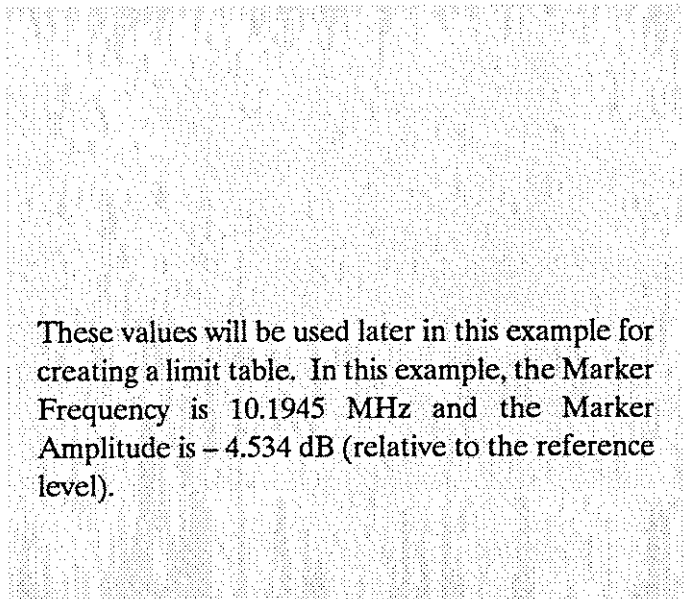 These values will be used later in this example for
creating a limit table. In this example, the Marker
Frequency is 10.1945 MHz and the Marker
Amplitude is – 4.534 dB (relative to the reference
level).